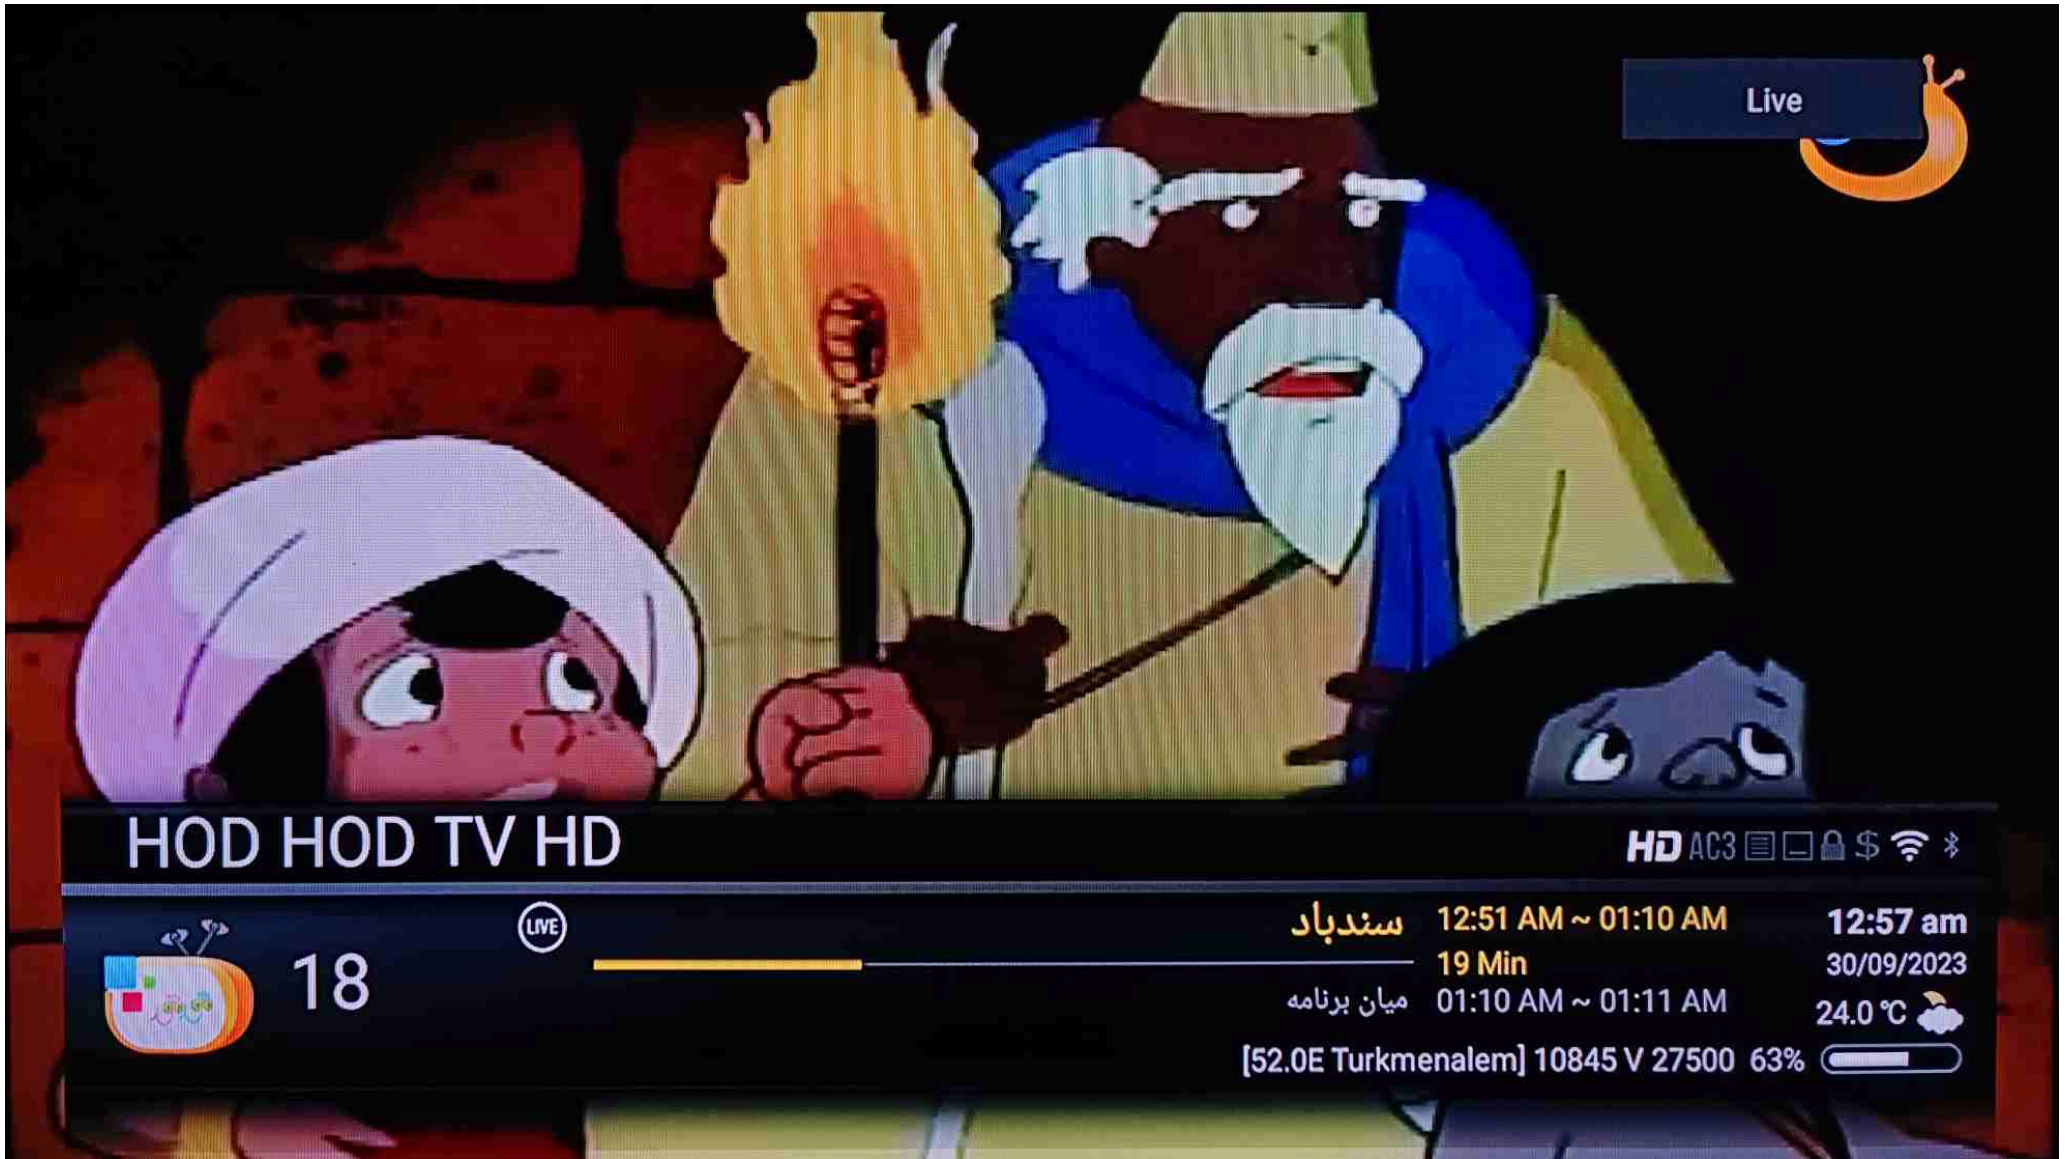 Live
HOD HOD TV HD
HD AC3 $
LIVE
سندباد 12:51 AM ~ 01:10 AM
12:57 am
18
19 Min
30/09/2023
میان برنامه 01:10 AM ~ 01:11 AM
24.0 °C
[52.0E Turkmenalem] 10845 V 27500 63%